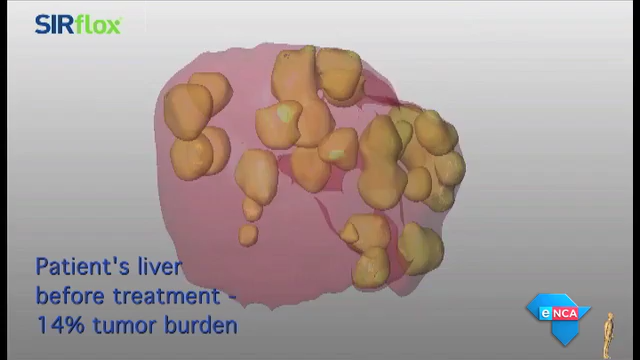 SIRflox
Patient's liver
before treatment -
14% tumor burden
eNCA